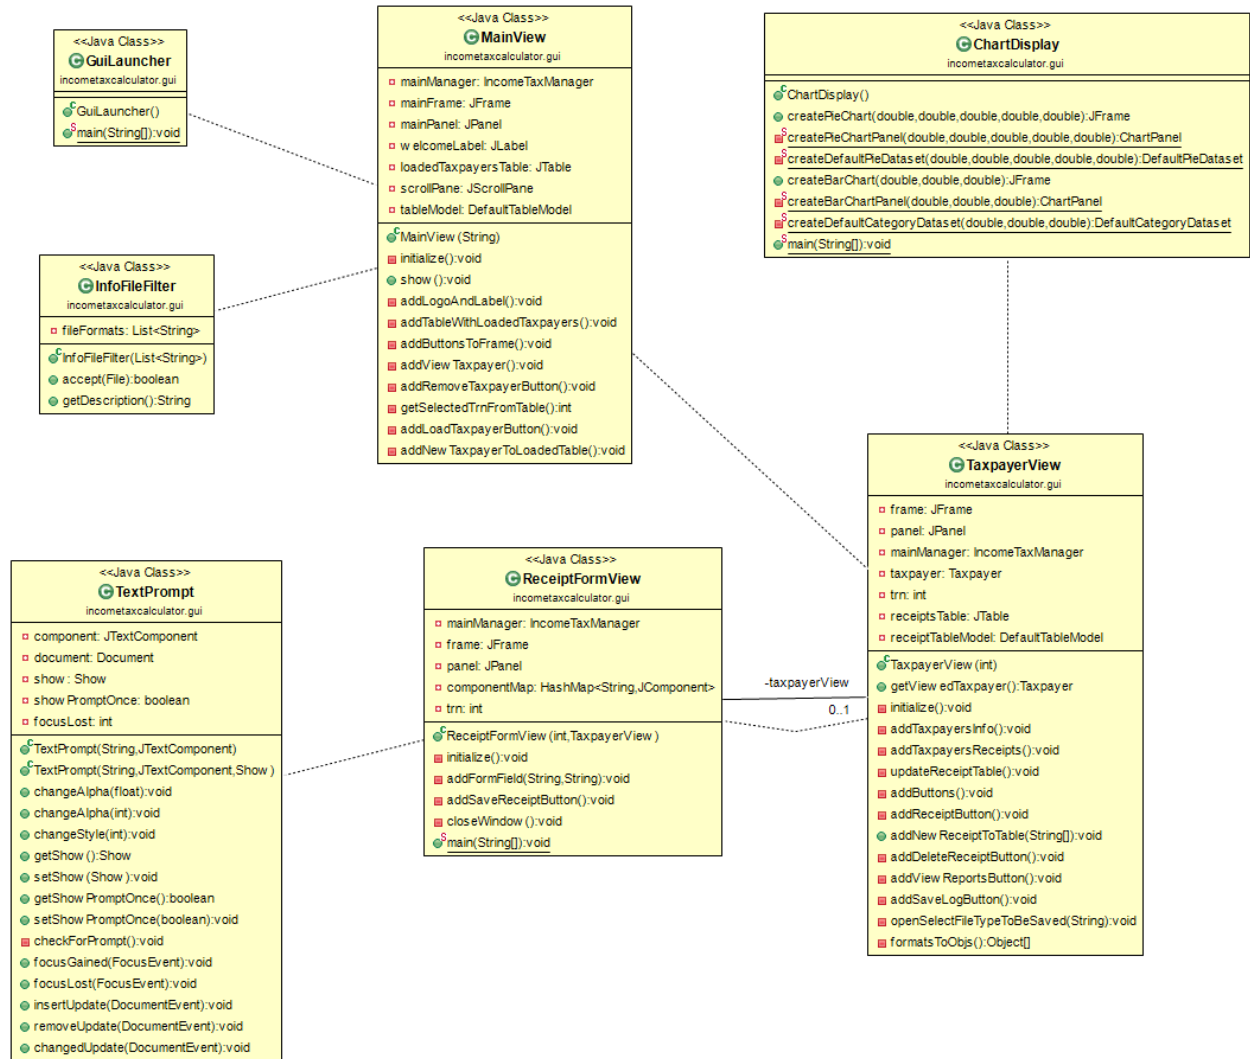 <<Java Class>>
GuiLauncher
incometaxcalculator.gui
GuiLauncher()
main(String[]):void
<<Java Class>>
MainView
incometaxcalculator.gui
mainManager: IncomeTaxManager
mainFrame: JFrame
mainPanel: JPanel
welcomeLabel: JLabel
loadedTaxpayersTable: JTable
scrollPane: JScrollPane
tableModel: DefaultTableModel
MainView(String)
initialize():void
show():void
addLogoAndLabel():void
addTableWithLoadedTaxpayers():void
addButtonsToFrame():void
addViewTaxpayer():void
addRemoveTaxpayerButton():void
getSelectedTrnFromTable():int
addLoadTaxpayerButton():void
addNewTaxpayerToLoadedTable():void
<<Java Class>>
ChartDisplay
incometaxcalculator.gui
ChartDisplay()
createPieChart(double,double,double,double,double):JFrame
createPieChartPanel(double,double,double,double,double):ChartPanel
createDefaultPieDataset(double,double,double,double,double):DefaultPieDataset
createBarChart(double,double,double):JFrame
createBarChartPanel(double,double,double):ChartPanel
createDefaultCategoryDataset(double,double,double):DefaultCategoryDataset
main(String[]):void
<<Java Class>>
InfoFileFilter
incometaxcalculator.gui
fileFormats: List<String>
InfoFileFilter(List<String>)
accept(File):boolean
getDescription():String
<<Java Class>>
TaxpayerView
incometaxcalculator.gui
frame: JFrame
panel: JPanel
mainManager: IncomeTaxManager
taxpayer: Taxpayer
trn: int
receiptsTable: JTable
receiptTableModel: DefaultTableModel
TaxpayerView(int)
getViewedTaxpayer():Taxpayer
initialize():void
addTaxpayersInfo():void
addTaxpayersReceipts():void
updateReceiptTable():void
addButtons():void
addReceiptButton():void
addNewReceiptToTable(String[]):void
addDeleteReceiptButton():void
addViewReportsButton():void
addSaveLogButton():void
openSelectFileTypeToBeSaved(String):void
formatsToObjs():Object[]
<<Java Class>>
ReceiptFormView
incometaxcalculator.gui
mainManager: IncomeTaxManager
frame: JFrame
panel: JPanel
componentMap: HashMap<String,JComponent>
trn: int
ReceiptFormView(int,TaxpayerView)
initialize():void
addFormField(String,String):void
addSaveReceiptButton():void
closeWindow():void
main(String[]):void
-taxpayerView
0..1
<<Java Class>>
TextPrompt
incometaxcalculator.gui
component: JTextComponent
document: Document
show: Show
showPromptOnce: boolean
focusLost: int
TextPrompt(String,JTextComponent)
TextPrompt(String,JTextComponent,Show)
changeAlpha(float):void
changeAlpha(int):void
changeStyle(int):void
getShow():Show
setShow(Show):void
getShowPromptOnce():boolean
setShowPromptOnce(boolean):void
checkForPrompt():void
focusGained(FocusEvent):void
focusLost(FocusEvent):void
insertUpdate(DocumentEvent):void
removeUpdate(DocumentEvent):void
changedUpdate(DocumentEvent):void